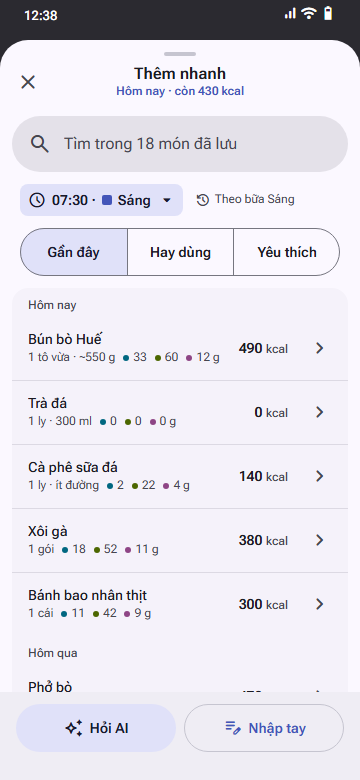 12:38
Thêm nhanh
Hôm nay · còn 430 kcal
Tìm trong 18 món đã lưu
07:30 · Sáng
Theo bữa Sáng
Gần đây
Hay dùng
Yêu thích
Hôm nay
Bún bò Huế
490 kcal
1 tô vừa · ~550 g 33 60 12 g
Trà đá
0 kcal
1 ly · 300 ml 0 0 0 g
Cà phê sữa đá
140 kcal
1 ly · ít đường 2 22 4 g
Xôi gà
380 kcal
1 gói 18 52 11 g
Bánh bao nhân thịt
300 kcal
1 cái 11 42 9 g
Hôm qua
Phở bò
Hỏi AI
Nhập tay